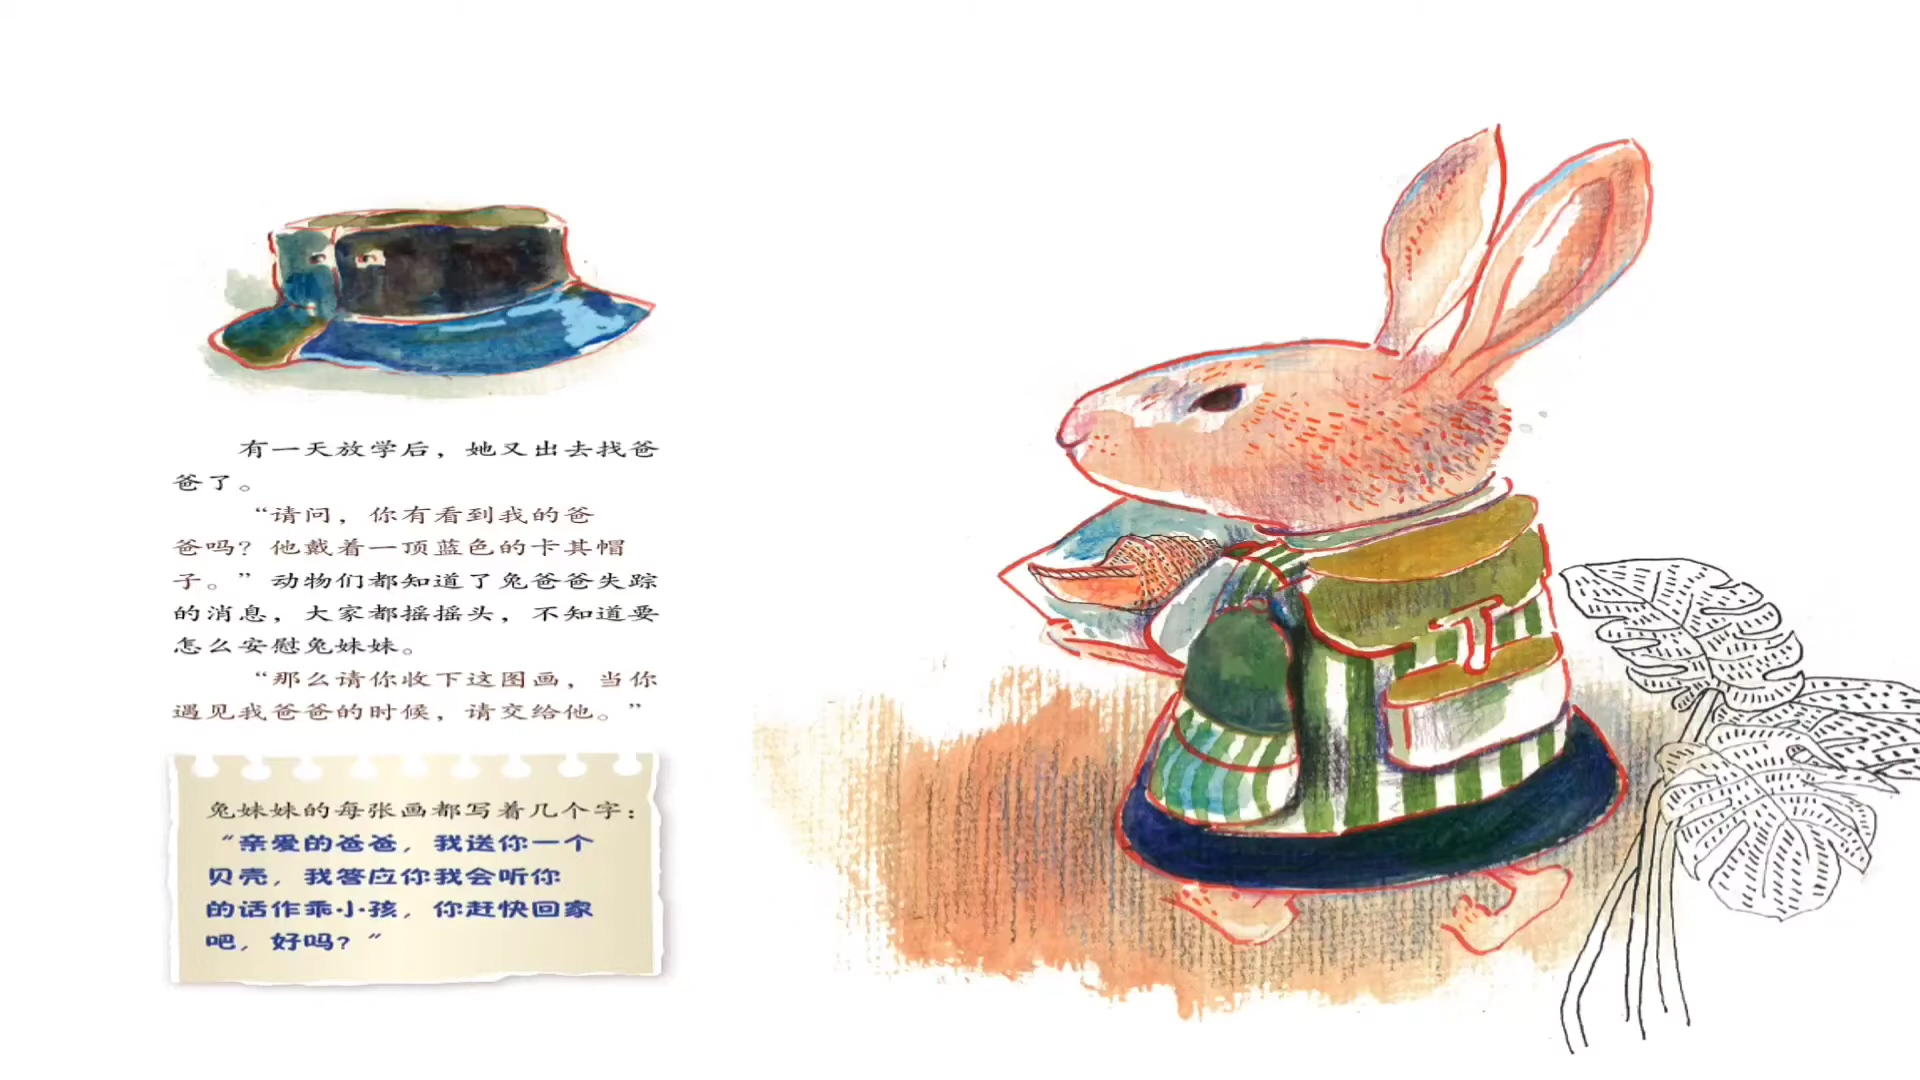 有一天放学后，她又出去找爸
爸了。
“请问，你有看到我的爸
爸吗？他戴着一顶蓝色的卡其帽
子。”动物们都知道了兔爸爸失踪
的消息，大家都摇摇头，不知道要
怎么安慰兔妹妹。
“那么请你收下这图画，当你
遇见我爸爸的时候，请交给他。”
兔妹妹的每张画都写着几个字：
“亲爱的爸爸，我送你一个
贝壳，我答应你我会听你
的话作乖小孩，你赶快回家
吧，好吗？”